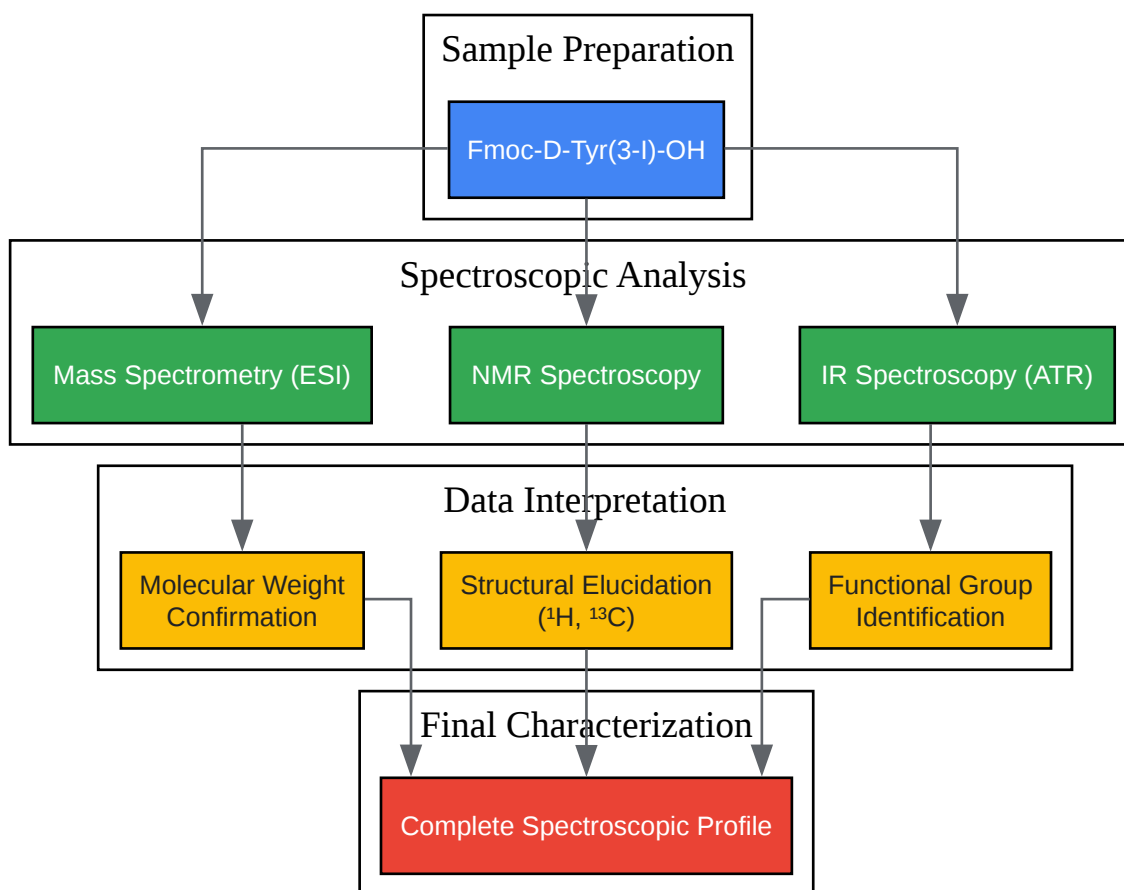 Sample Preparation
Fmoc-D-Tyr(3-I)-OH
Spectroscopic Analysis
Mass Spectrometry (ESI)
NMR Spectroscopy
IR Spectroscopy (ATR)
Data Interpretation
Molecular Weight
Confirmation
Structural Elucidation
(¹H, ¹³C)
Functional Group
Identification
Final Characterization
Complete Spectroscopic Profile